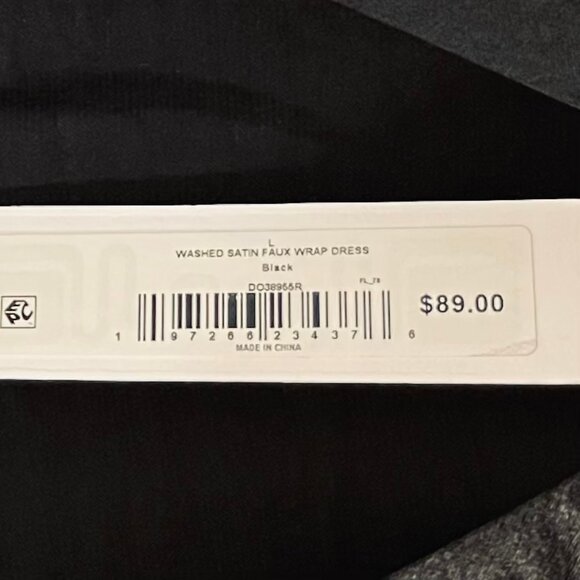 L
WASHED SATIN FAUX WRAP DRESS
Black
DO38955R
FL_78
$89.00
1 97266 23437 6
MADE IN CHINA